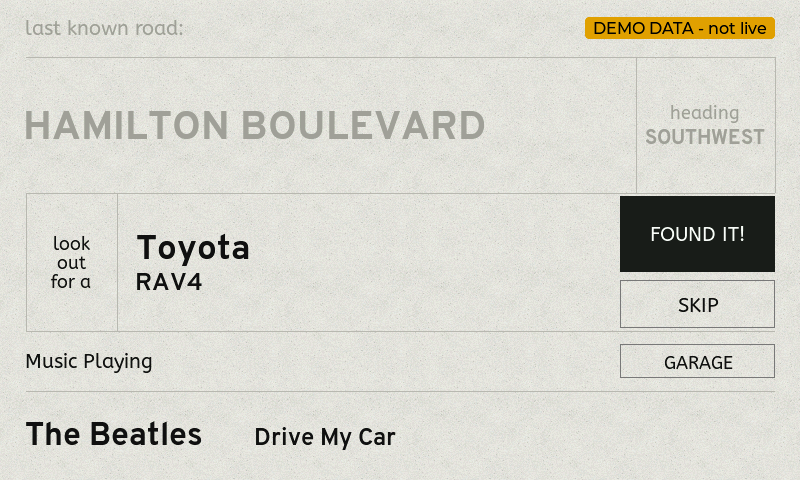 last known road:
DEMO DATA - not live
HAMILTON BOULEVARD
heading
SOUTHWEST
look
out
for a
Toyota
RAV4
FOUND IT!
SKIP
Music Playing
GARAGE
The Beatles
Drive My Car